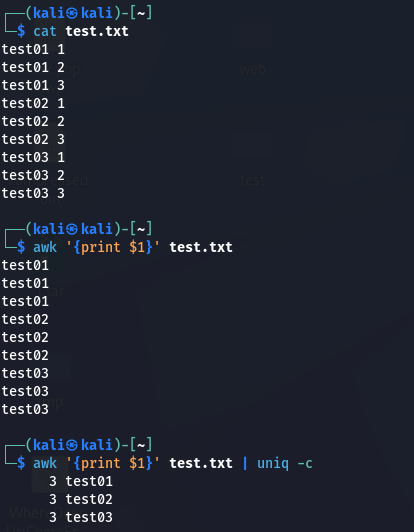 ┌──(kali㉿kali)-[~]
└─$ cat test.txt
test01 1
test01 2
test01 3
test02 1
test02 2
test02 3
test03 1
test03 2
test03 3
┌──(kali㉿kali)-[~]
└─$ awk '{print $1}' test.txt
test01
test01
test01
test02
test02
test02
test03
test03
test03
┌──(kali㉿kali)-[~]
└─$ awk '{print $1}' test.txt | uniq -c
3 test01
3 test02
3 test03